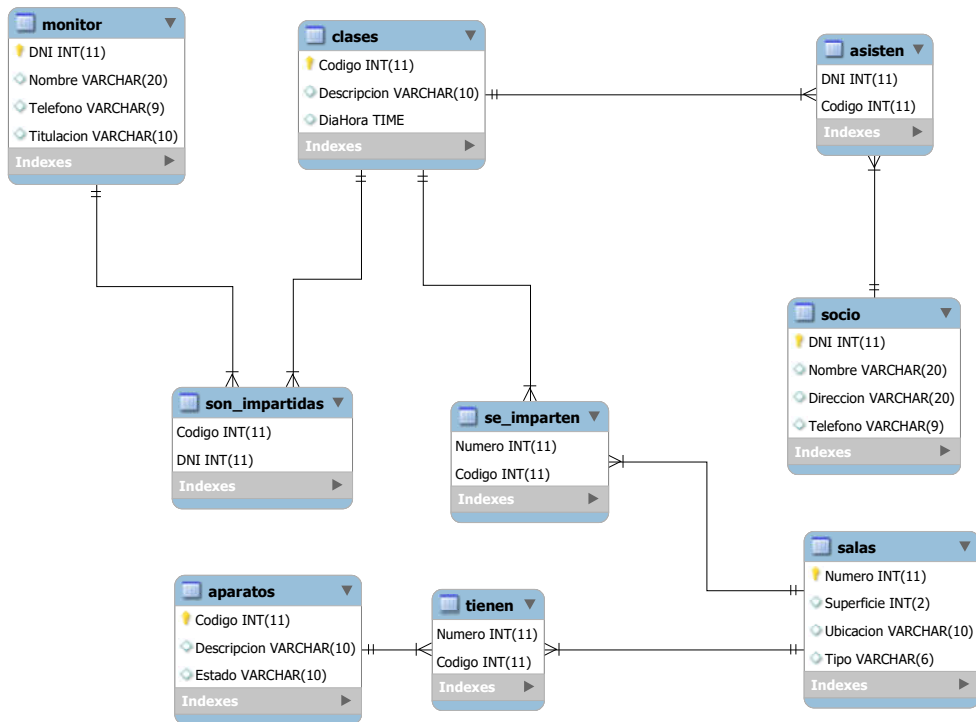 monitor
DNI INT(11)
Nombre VARCHAR(20)
Telefono VARCHAR(9)
Titulacion VARCHAR(10)
Indexes
clases
Codigo INT(11)
Descripcion VARCHAR(10)
DiaHora TIME
Indexes
asisten
DNI INT(11)
Codigo INT(11)
Indexes
socio
DNI INT(11)
Nombre VARCHAR(20)
Direccion VARCHAR(20)
Telefono VARCHAR(9)
Indexes
son_impartidas
Codigo INT(11)
DNI INT(11)
Indexes
se_imparten
Numero INT(11)
Codigo INT(11)
Indexes
salas
Numero INT(11)
Superficie INT(2)
Ubicacion VARCHAR(10)
Tipo VARCHAR(6)
Indexes
aparatos
Codigo INT(11)
Descripcion VARCHAR(10)
Estado VARCHAR(10)
Indexes
tienen
Numero INT(11)
Codigo INT(11)
Indexes